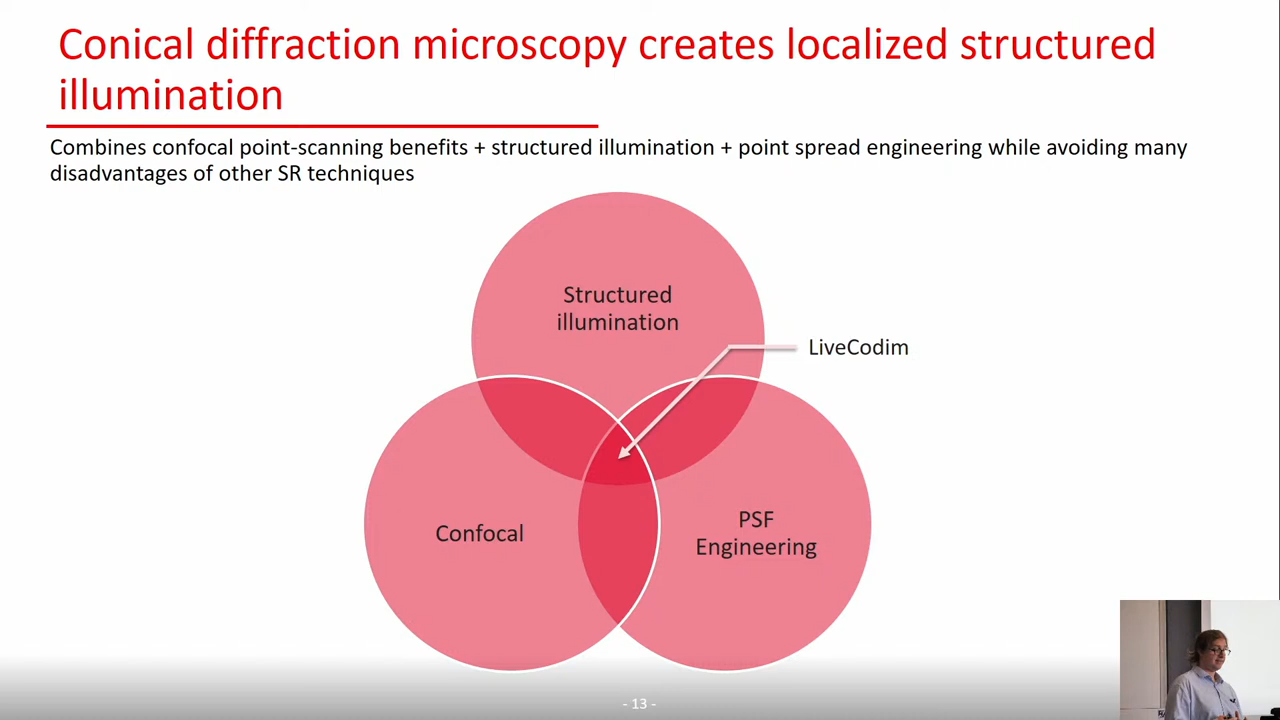 Conical diffraction microscopy creates localized structured
illumination
Combines confocal point-scanning benefits + structured illumination + point spread engineering while avoiding many
disadvantages of other SR techniques
Structured
illumination
LiveCodim
Confocal
PSF
Engineering
- 13 -